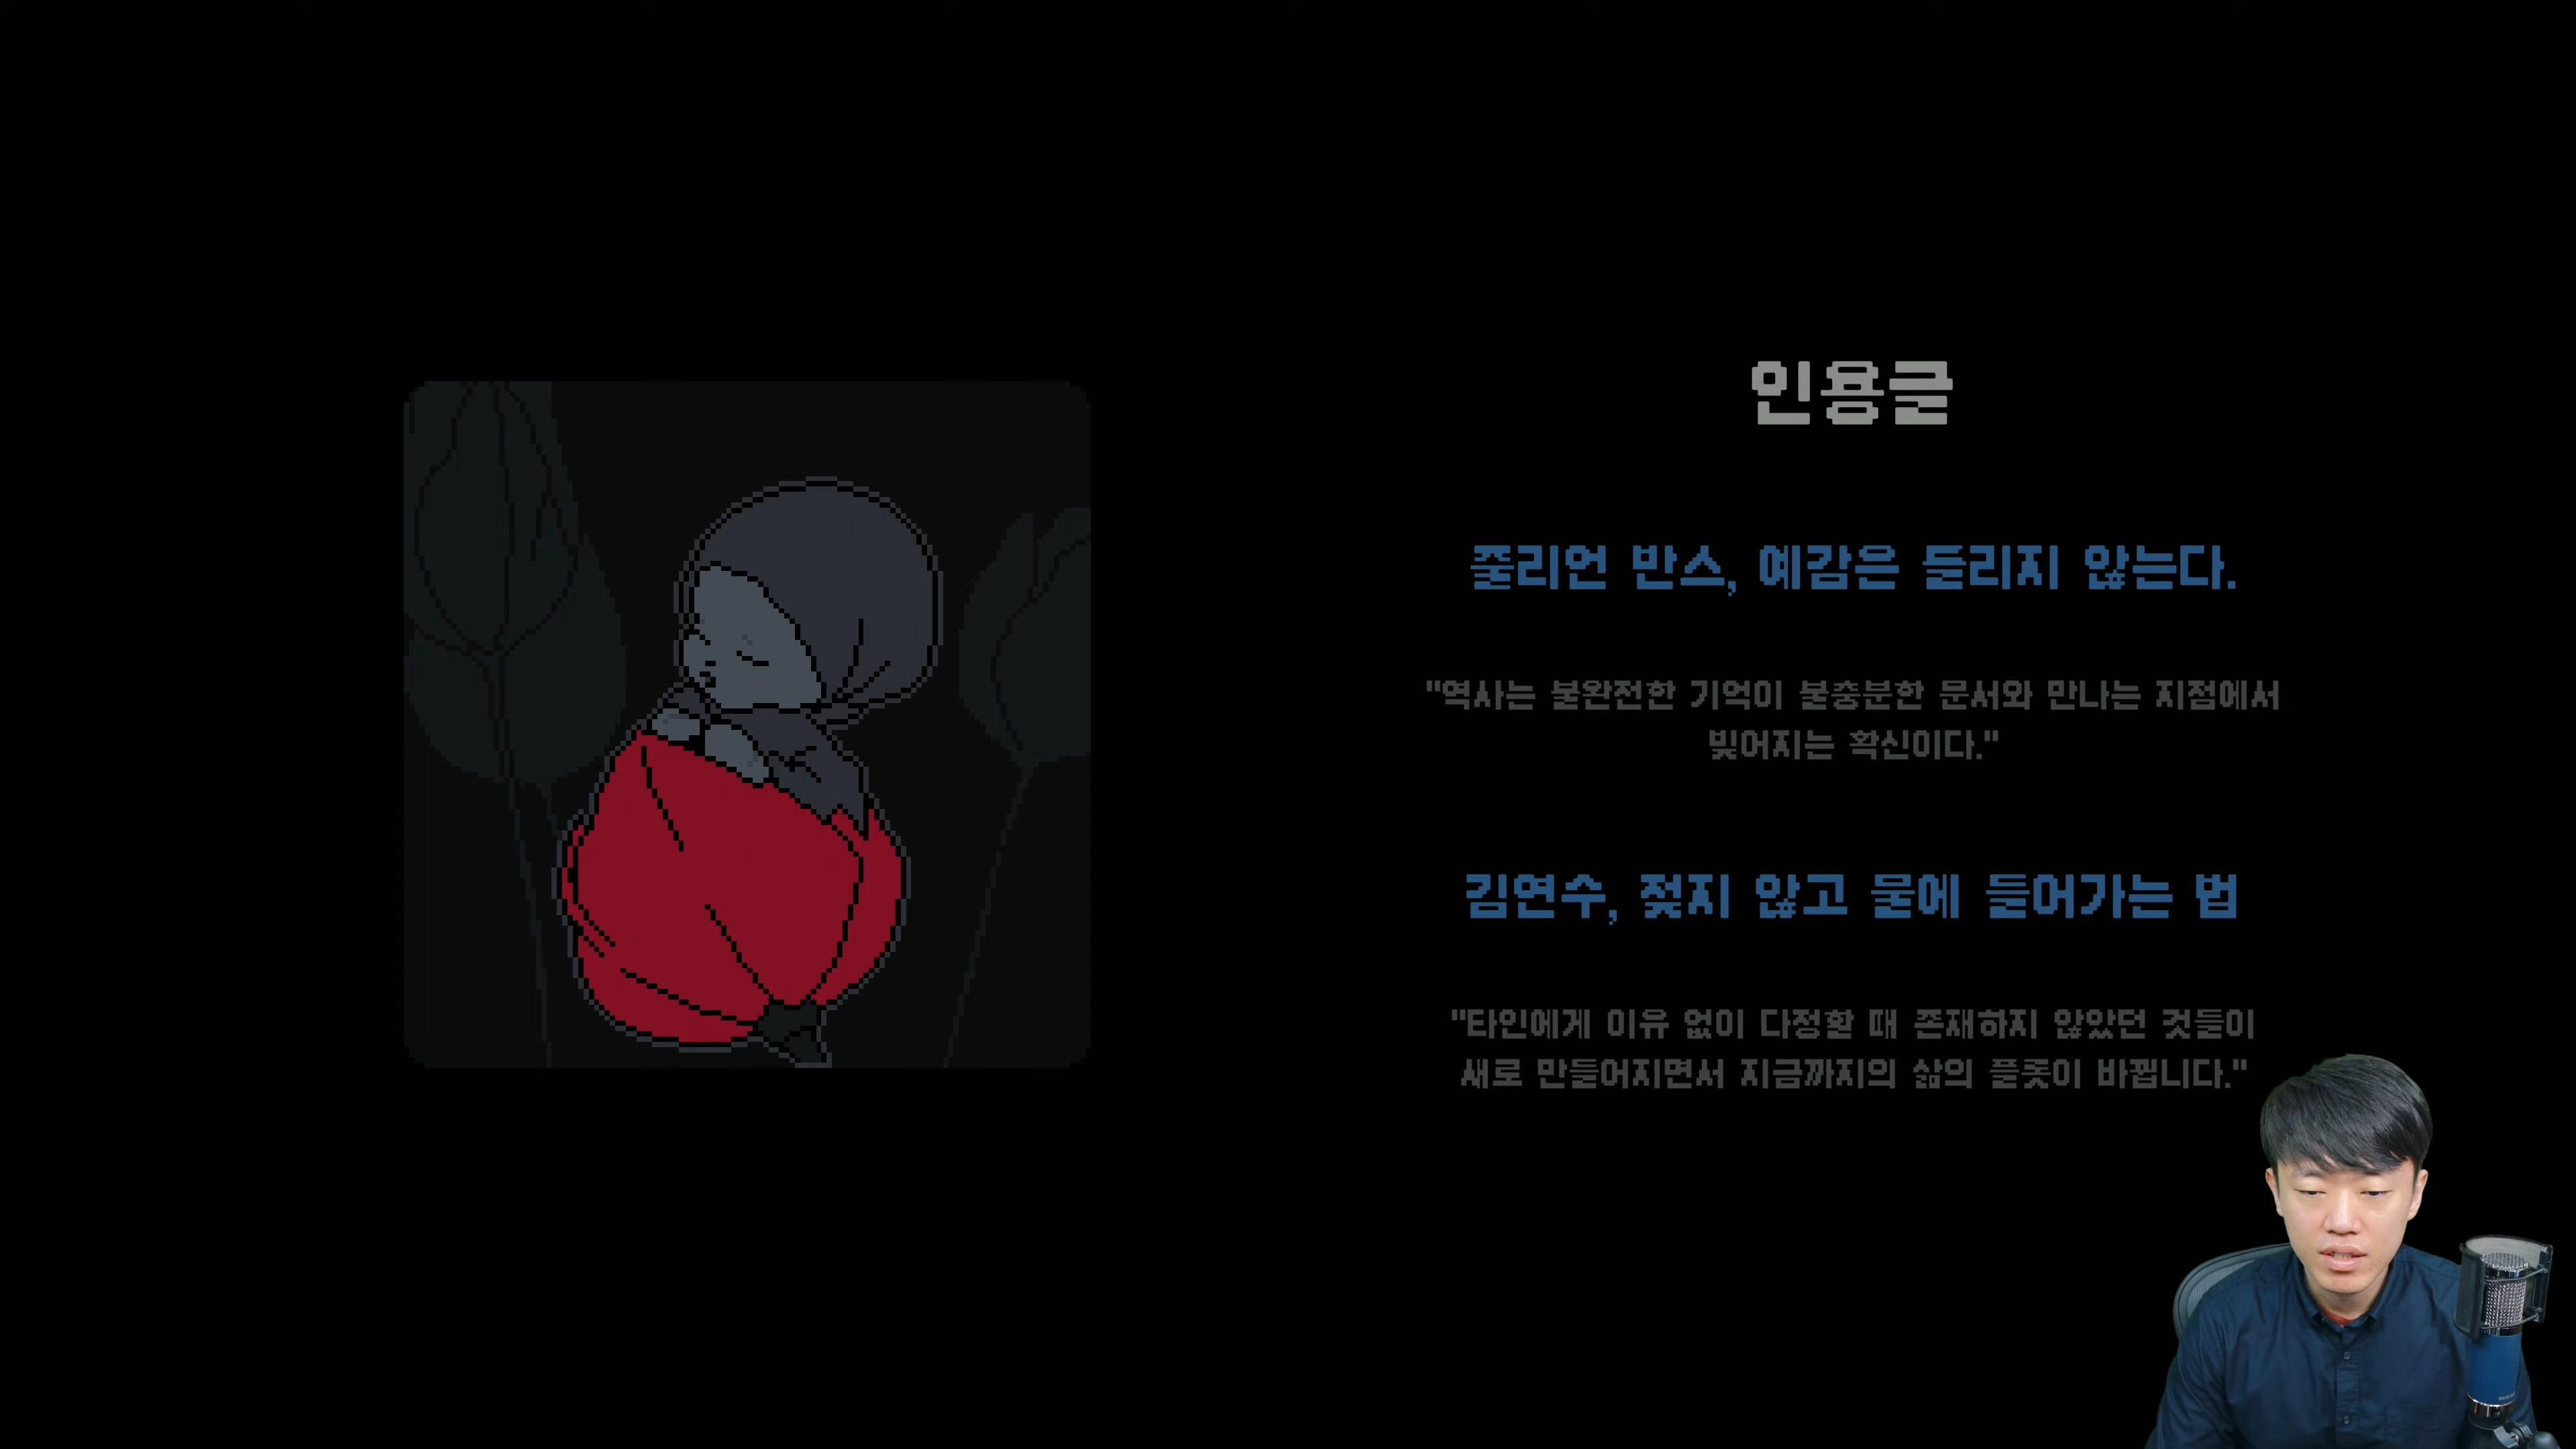 인용글
줄리언 반스, 예감은 들리지 않는다.
"역사는 불완전한 기억이 불충분한 문서와 만나는 지점에서
빚어지는 확신이다."
김연수, 젖지 않고 물에 들어가는 법
"타인에게 이유 없이 다정할 때 존재하지 않았던 것들이
새로 만들어지면서 지금까지의 삶의 플롯이 바뀝니다."